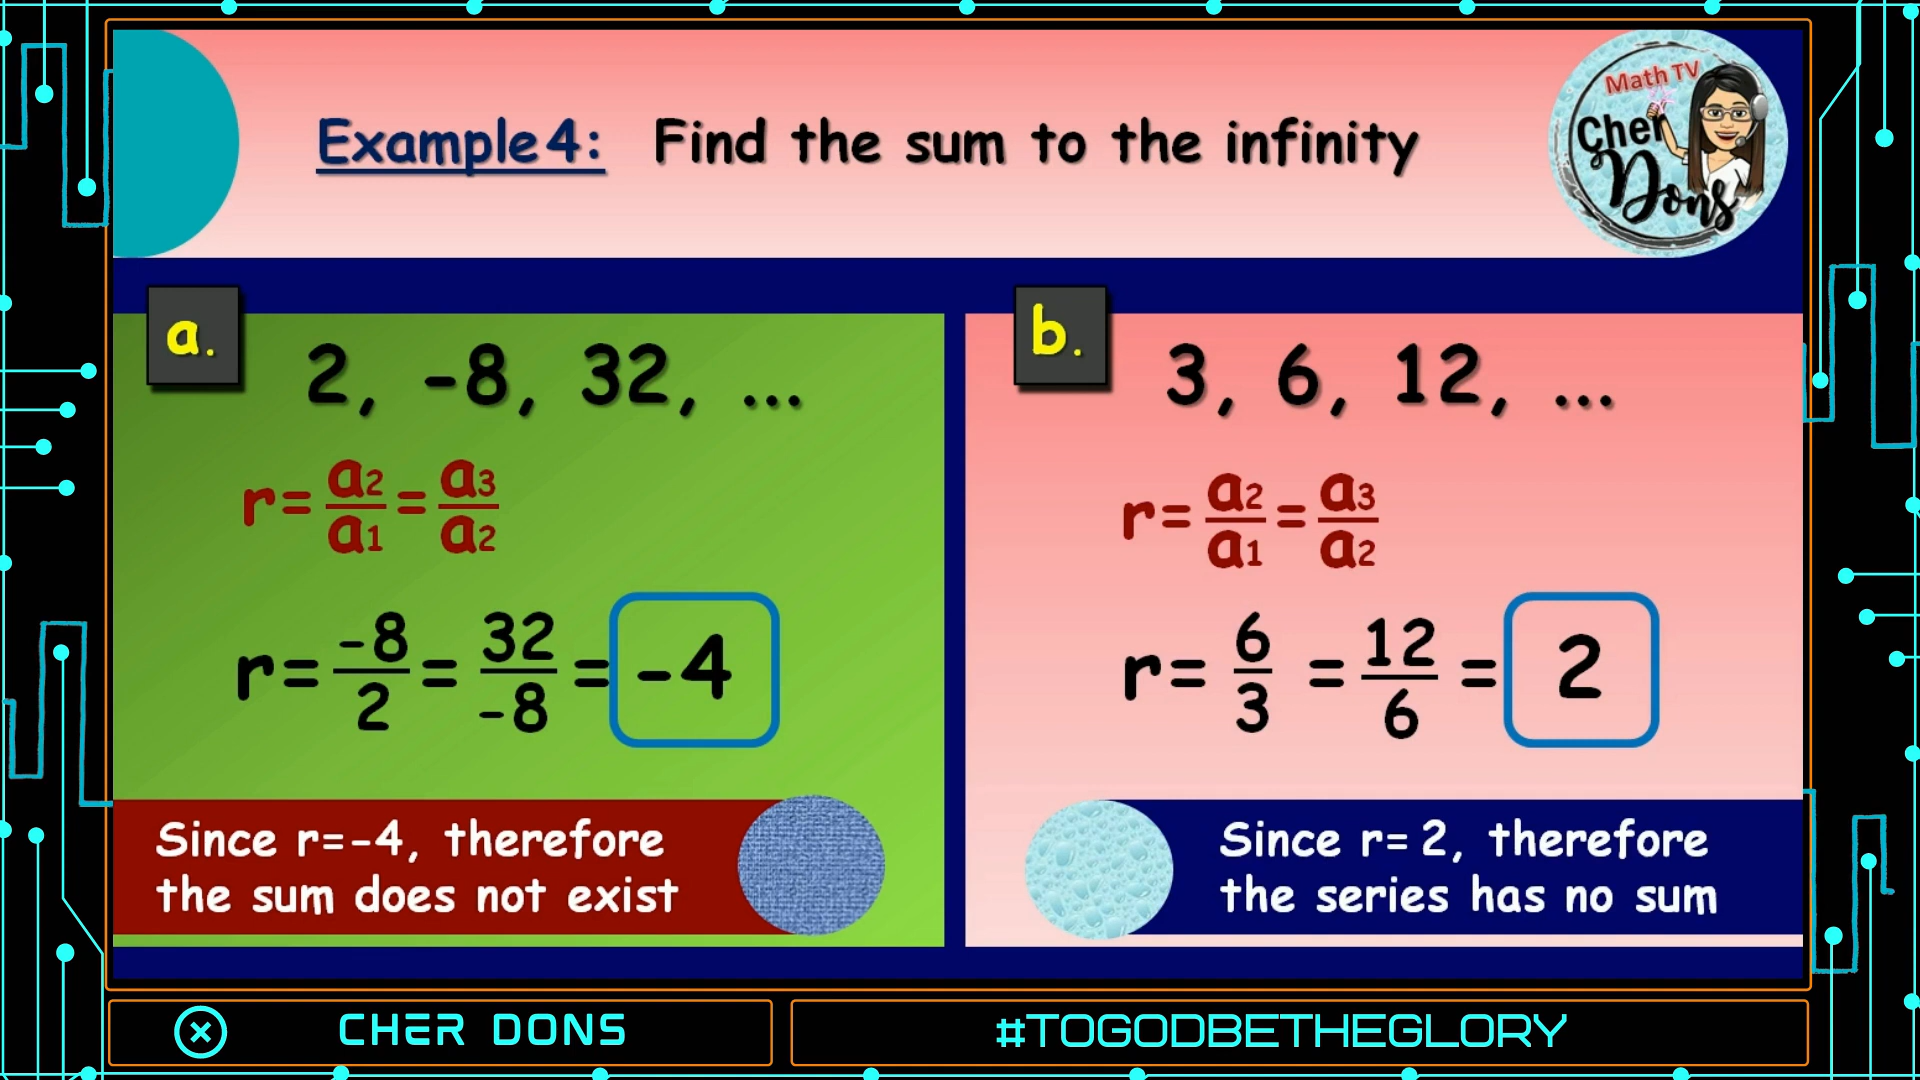 Example 4: Find the sum to the infinity
Math TV
Cher
Dons
a.
2, -8, 32, ...
r = a2/a1 = a3/a2
r = -8/2 = 32/-8 = -4
Since r=-4, therefore
the sum does not exist
b.
3, 6, 12, ...
r = a2/a1 = a3/a2
r = 6/3 = 12/6 = 2
Since r= 2, therefore
the series has no sum
CHER DONS
#TOGODBETHEGLORY